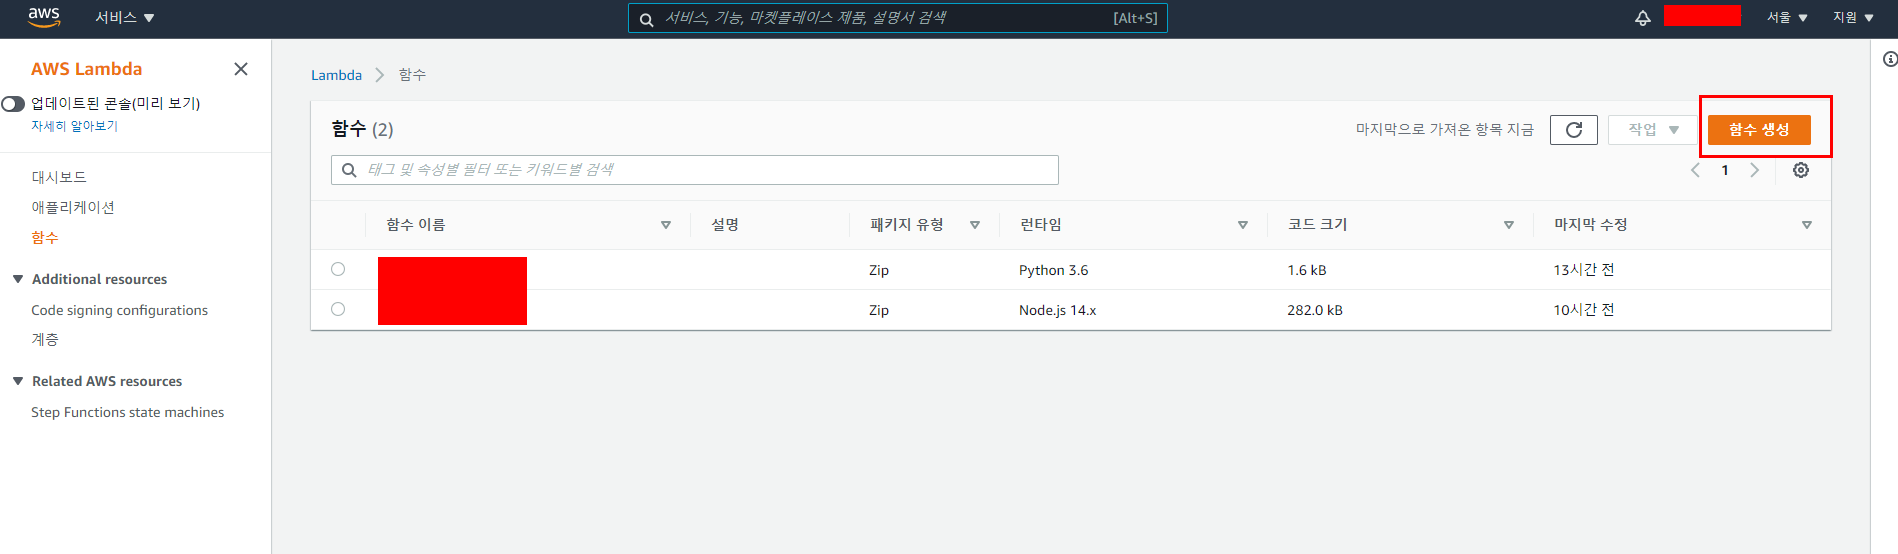 aws 서비스 서비스, 기능, 마켓플레이스 제품, 설명서 검색 [Alt+S] 서울 지원
AWS Lambda
업데이트된 콘솔(미리 보기)
자세히 알아보기
대시보드
애플리케이션
함수
Additional resources
Code signing configurations
계층
Related AWS resources
Step Functions state machines
Lambda 함수
함수 (2) 마지막으로 가져온 항목 지금 작업 함수 생성
태그 및 속성별 필터 또는 키워드별 검색 1
함수 이름 설명 패키지 유형 런타임 코드 크기 마지막 수정
Zip Python 3.6 1.6 kB 13시간 전
Zip Node.js 14.x 282.0 kB 10시간 전